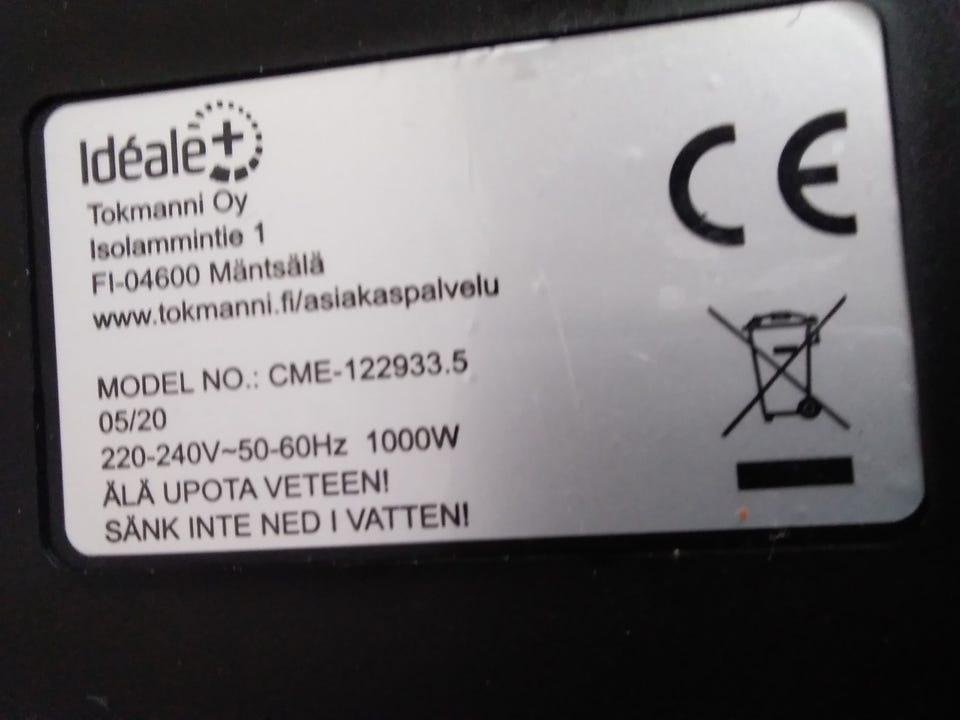 Idéale+
Tokmanni Oy
Isolammintie 1
FI-04600 Mäntsälä
www.tokmanni.fi/asiakaspalvelu
MODEL NO.: CME-122933.5
05/20
220-240V~50-60Hz 1000W
ÄLÄ UPOTA VETEEN!
SÄNK INTE NED I VATTEN!
CE